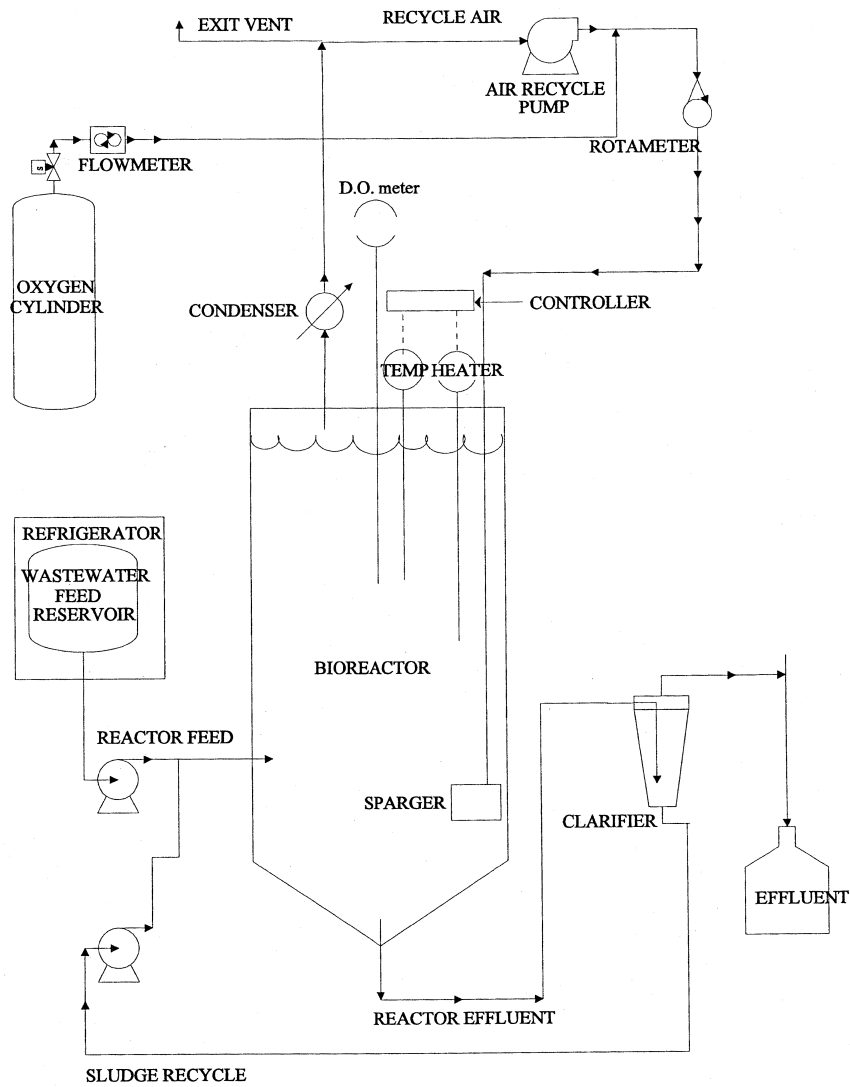 EXIT VENT
RECYCLE AIR
AIR RECYCLE
PUMP
ROTAMETER
FLOWMETER
S
D.O. meter
OXYGEN
CYLINDER
CONDENSER
CONTROLLER
TEMP
HEATER
REFRIGERATOR
WASTEWATER
FEED
RESERVOIR
BIOREACTOR
REACTOR FEED
SPARGER
CLARIFIER
EFFLUENT
REACTOR EFFLUENT
SLUDGE RECYCLE